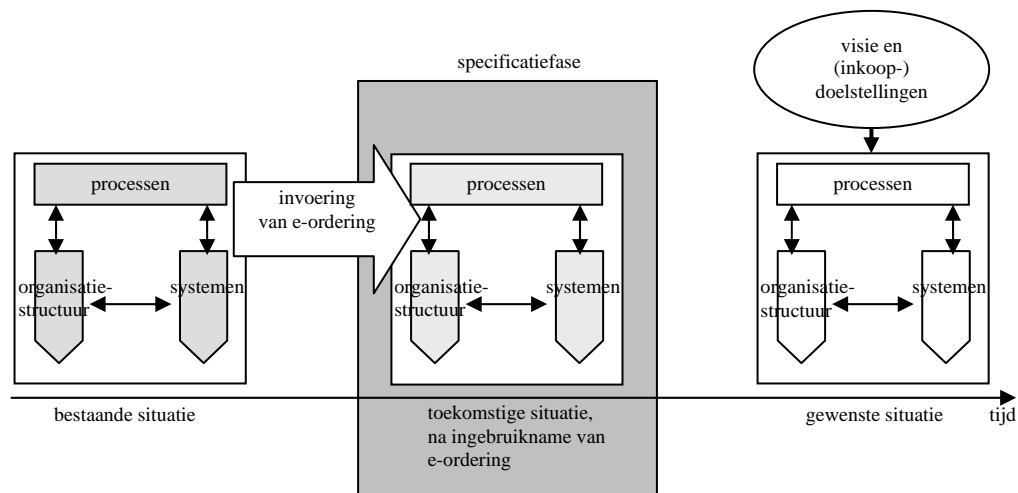 specificatiefase
visie en
(inkoop-)
doelstellingen
processen
organisatie-
structuur
systemen
invoering
van e-ordering
processen
organisatie-
structuur
systemen
processen
organisatie-
structuur
systemen
bestaande situatie
toekomstige situatie,
na ingebruikname van
e-ordering
gewenste situatie
tijd